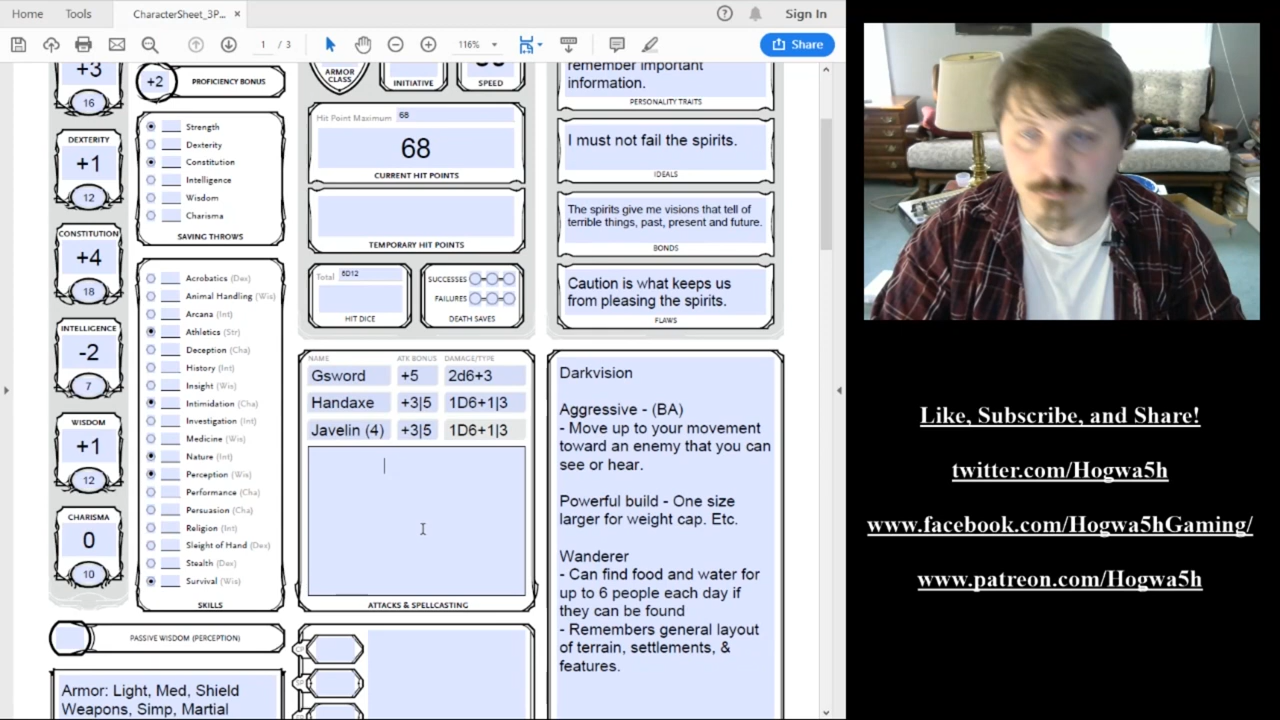 Home
Tools
CharacterSheet_3P...
×
Sign In
1 / 3
116%
Share
+3
16
DEXTERITY
+1
12
CONSTITUTION
+4
18
INTELLIGENCE
-2
7
WISDOM
+1
12
CHARISMA
0
10
+2
PROFICIENCY BONUS
Strength
Dexterity
Constitution
Intelligence
Wisdom
Charisma
SAVING THROWS
Acrobatics (Dex)
Animal Handling (Wis)
Arcana (Int)
Athletics (Str)
Deception (Cha)
History (Int)
Insight (Wis)
Intimidation (Cha)
Investigation (Int)
Medicine (Wis)
Nature (Int)
Perception (Wis)
Performance (Cha)
Persuasion (Cha)
Religion (Int)
Sleight of Hand (Dex)
Stealth (Dex)
Survival (Wis)
SKILLS
PASSIVE WISDOM (PERCEPTION)
Armor: Light, Med, Shield
Weapons, Simp, Martial
ARMOR
CLASS
INITIATIVE
SPEED
Hit Point Maximum 68
68
CURRENT HIT POINTS
TEMPORARY HIT POINTS
Total 6D12
HIT DICE
SUCCESSES
FAILURES
DEATH SAVES
NAME ATK BONUS DAMAGE/TYPE
Gsword +5 2d6+3
Handaxe +3|5 1D6+1|3
Javelin (4) +3|5 1D6+1|3
ATTACKS & SPELLCASTING
CP
SP
remember important
information.
PERSONALITY TRAITS
I must not fail the spirits.
IDEALS
The spirits give me visions that tell of
terrible things, past, present and future.
BONDS
Caution is what keeps us
from pleasing the spirits.
FLAWS
Darkvision
Aggressive - (BA)
- Move up to your movement
toward an enemy that you can
see or hear.
Powerful build - One size
larger for weight cap. Etc.
Wanderer
- Can find food and water for
up to 6 people each day if
they can be found
- Remembers general layout
of terrain, settlements, &
features.
Like, Subscribe, and Share!
twitter.com/Hogwa5h
www.facebook.com/Hogwa5hGaming/
www.patreon.com/Hogwa5h